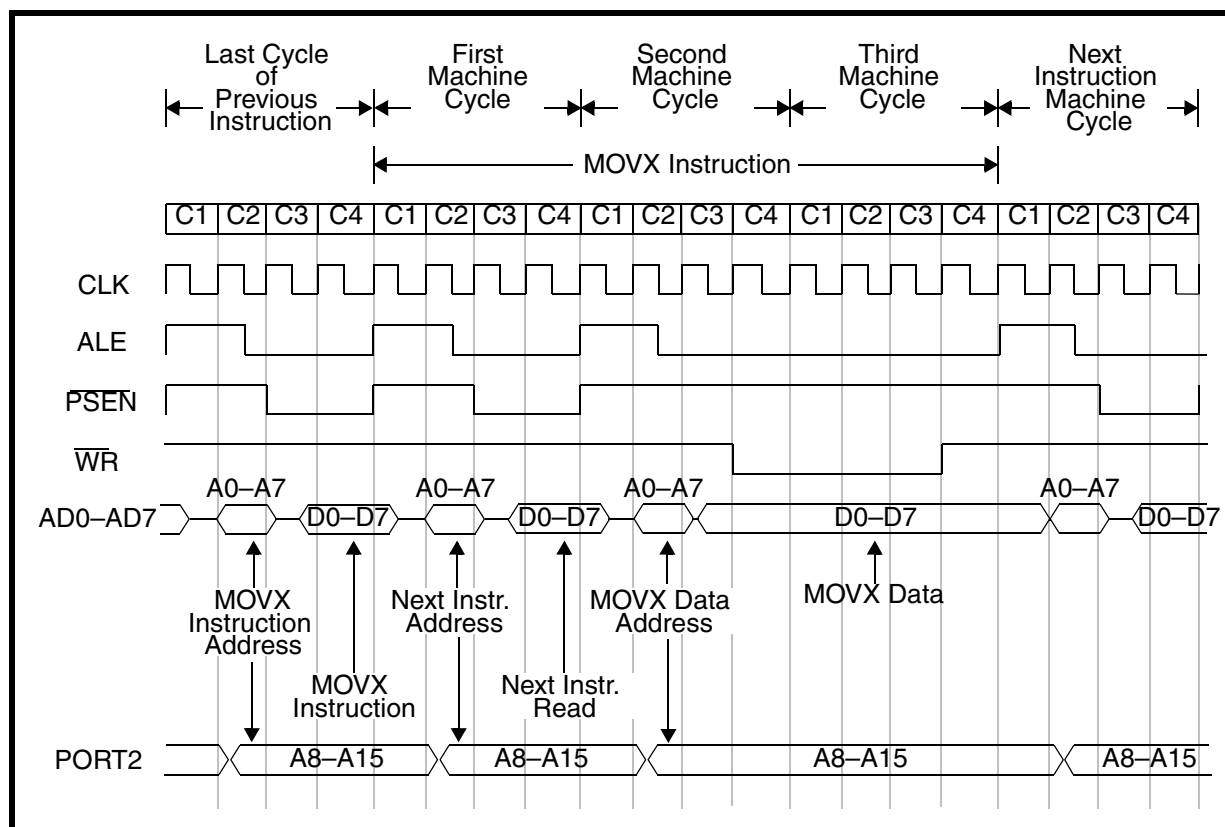 Last Cycle
of
Previous
Instruction
First
Machine
Cycle
Second
Machine
Cycle
Third
Machine
Cycle
Next
Instruction
Machine
Cycle
MOVX Instruction
C1 C2 C3 C4 C1 C2 C3 C4 C1 C2 C3 C4 C1 C2 C3 C4 C1 C2 C3 C4
CLK
ALE
PSEN
WR
A0–A7 A0–A7 A0–A7 A0–A7
AD0–AD7 D0–D7 D0–D7 D0–D7 D0–D7
MOVX
Instruction
Address
Next Instr.
Address
MOVX Data
Address
MOVX Data
MOVX
Instruction
Next Instr.
Read
PORT2 A8–A15 A8–A15 A8–A15 A8–A15